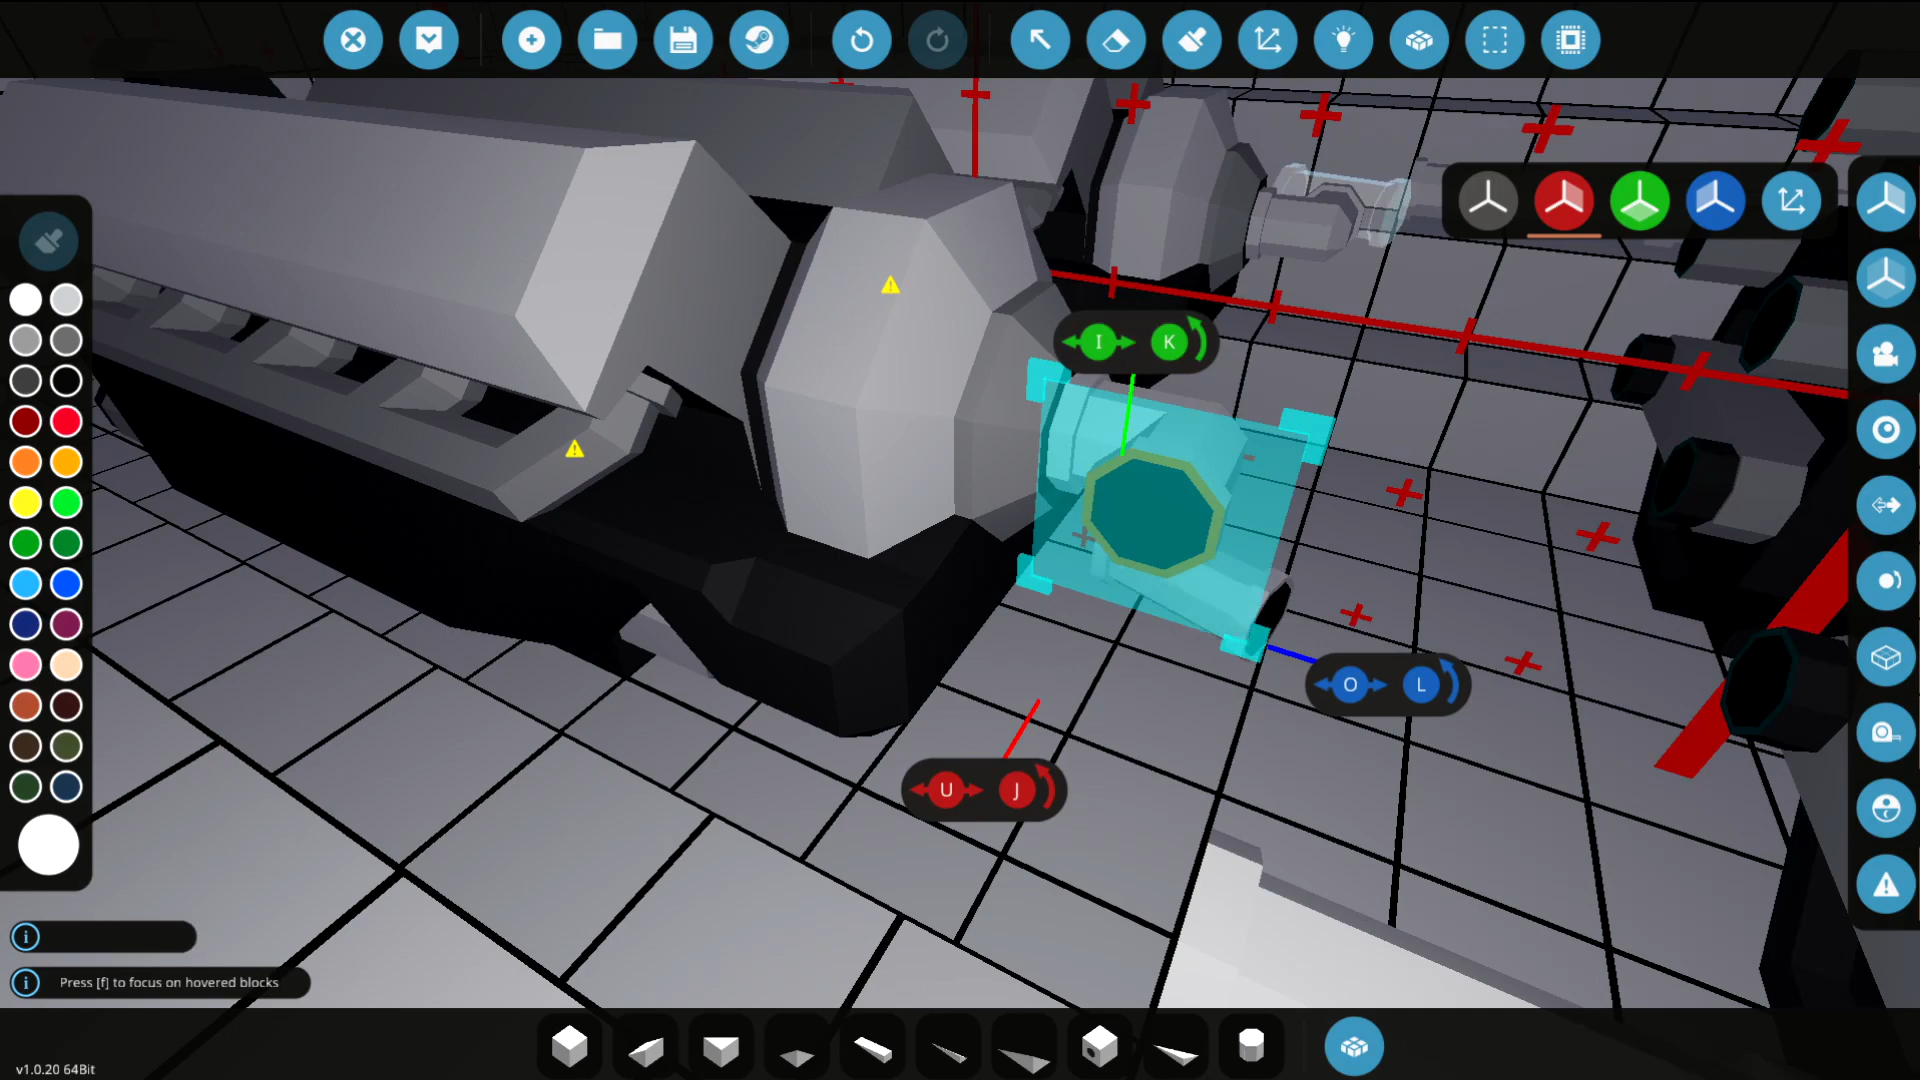 I
K
O
L
U
J
Press [f] to focus on hovered blocks
v1.0.20 64Bit